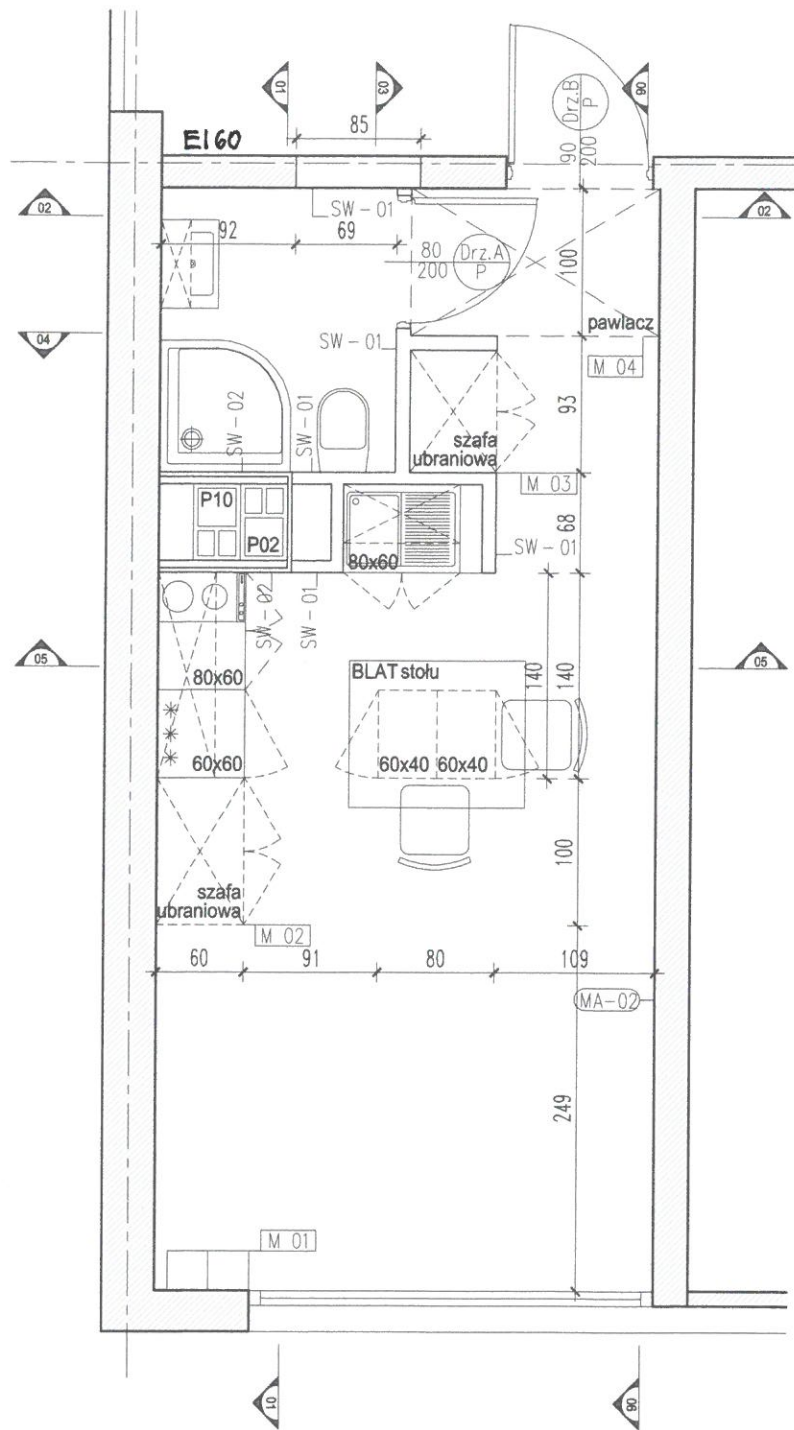 01
03
06
EI60
85
Drz.B
P
90
200
02
02
SW-01
92
69
80
200
Drz.A
P
100
pawlacz
04
SW-01
M 04
SW-02
SW-01
93
szafa
ubraniowa
M 03
P10
P02
68
80x60
SW-01
SW-02
SW-01
05
05
BLAT stołu
140
140
80x60
60x60
60x40
60x40
100
szafa
ubraniowa
M 02
60
91
80
109
MA-02
249
M 01
01
06